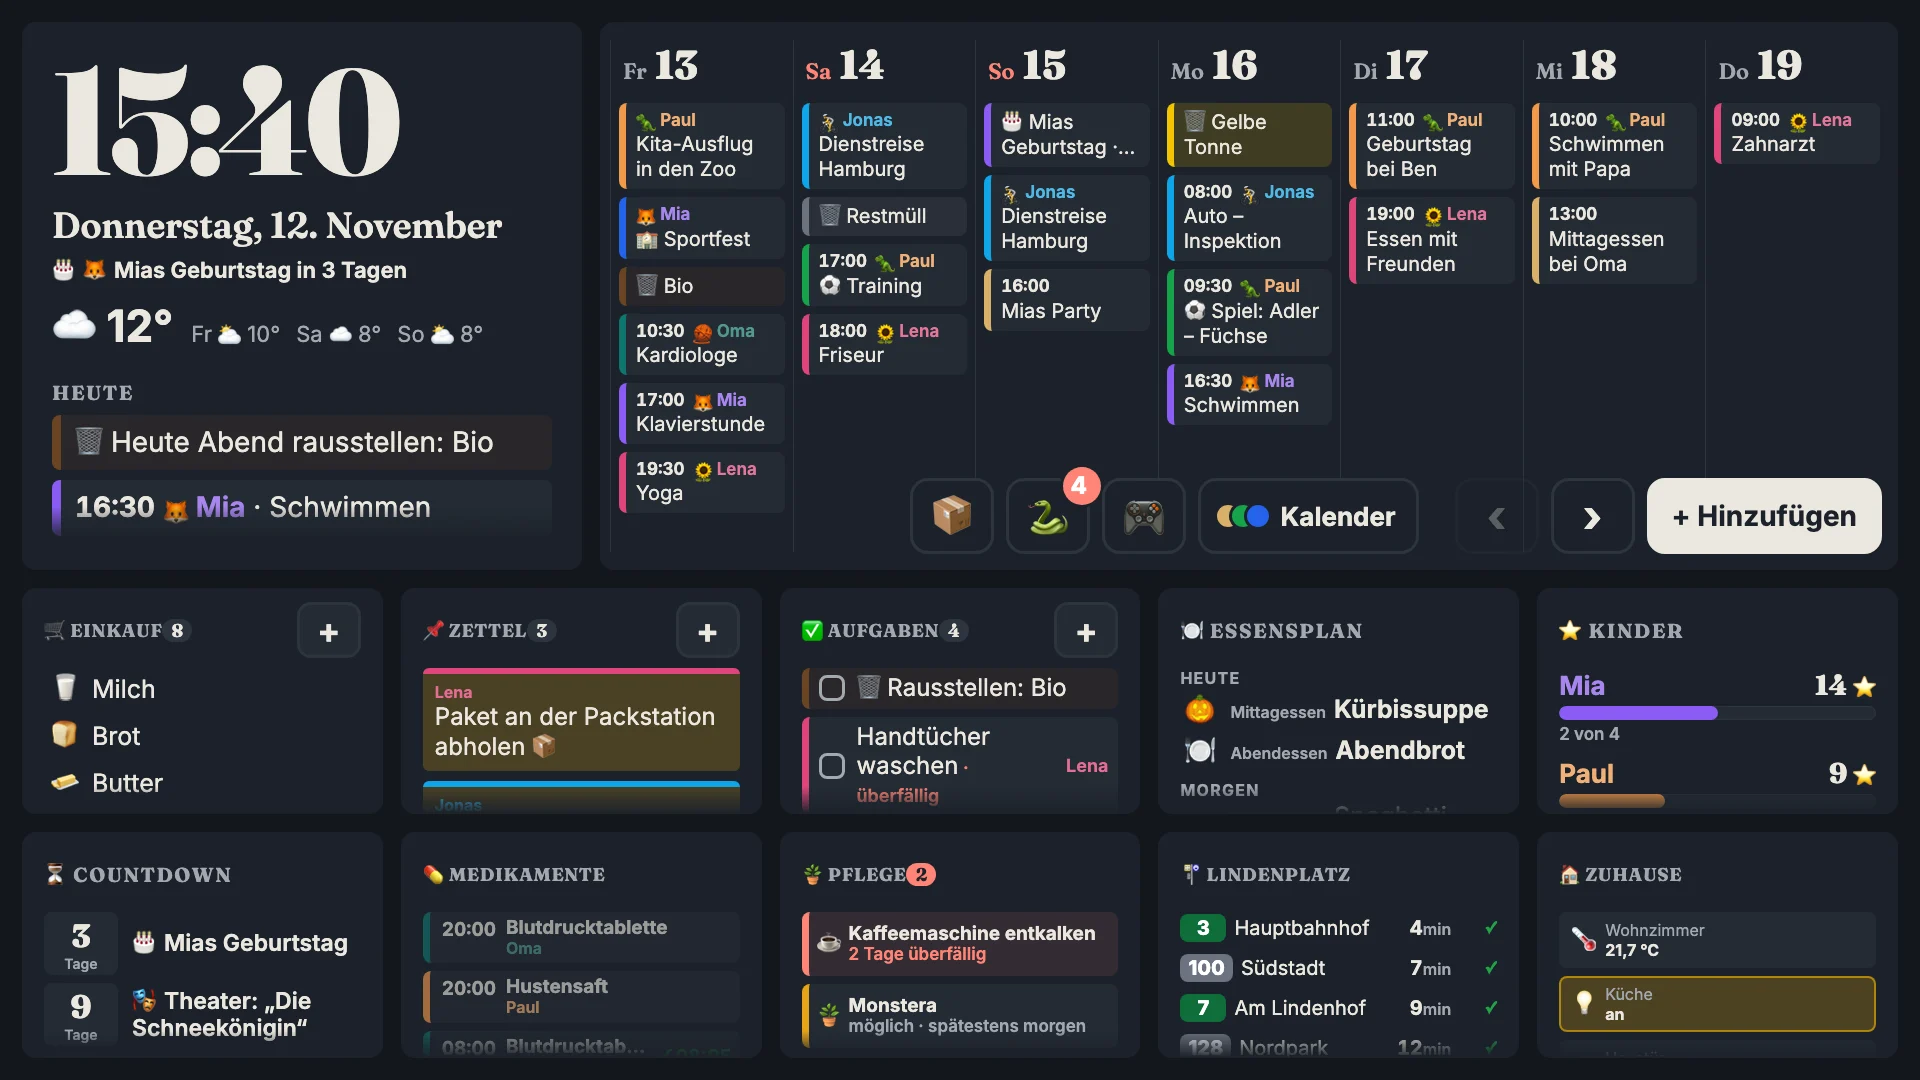 15:40
Donnerstag, 12. November
Mias Geburtstag in 3 Tagen
12° Fr 10° Sa 8° So 8°
HEUTE
Heute Abend rausstellen: Bio
16:30 Mia · Schwimmen
Fr 13
Paul
Kita-Ausflug
in den Zoo
Mia
Sportfest
Bio
10:30 Oma
Kardiologe
17:00 Mia
Klavierstunde
19:30 Lena
Yoga
Sa 14
Jonas
Dienstreise
Hamburg
Restmüll
17:00 Paul
Training
18:00 Lena
Friseur
So 15
Mias
Geburtstag ·...
Jonas
Dienstreise
Hamburg
16:00
Mias Party
Mo 16
Gelbe
Tonne
08:00 Jonas
Auto –
Inspektion
09:30 Paul
Spiel: Adler
– Füchse
16:30 Mia
Schwimmen
Di 17
11:00 Paul
Geburtstag
bei Ben
19:00 Lena
Essen mit
Freunden
Mi 18
10:00 Paul
Schwimmen
mit Papa
13:00
Mittagessen
bei Oma
Do 19
09:00 Lena
Zahnarzt
4
Kalender
‹
›
+ Hinzufügen
EINKAUF 8
+
Milch
Brot
Butter
ZETTEL 3
+
Lena
Paket an der Packstation
abholen
Jonas
AUFGABEN 4
+
Rausstellen: Bio
Handtücher
waschen ·
überfällig
Lena
ESSENSPLAN
HEUTE
Mittagessen Kürbissuppe
Abendessen Abendbrot
MORGEN
KINDER
Mia 14
2 von 4
Paul 9
COUNTDOWN
3
Tage
Mias Geburtstag
9
Tage
Theater: „Die
Schneekönigin“
MEDIKAMENTE
20:00 Blutdrucktablette
Oma
20:00 Hustensaft
Paul
08:00 Blutdrucktab...
PFLEGE 2
Kaffeemaschine entkalken
2 Tage überfällig
Monstera
möglich · spätestens morgen
LINDENPLATZ
3 Hauptbahnhof 4min ✓
100 Südstadt 7min ✓
7 Am Lindenhof 9min ✓
128 Nordpark 12min ✓
ZUHAUSE
Wohnzimmer
21,7 °C
Küche
an